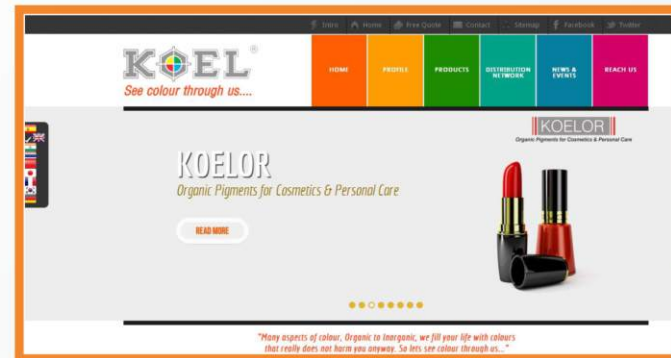 Intro Home Free Quote Contact Sitemap Facebook Twitter
KOEL®
See colour through us....
HOME
PROFILE
PRODUCTS
DISTRIBUTION
NETWORK
NEWS &
EVENTS
REACH US
KOELOR
Organic Pigments for Cosmetics & Personal Care
KOELOR
Organic Pigments for Cosmetics & Personal Care
READ MORE
"Many aspects of colour, Organic to Inorganic, we fill your life with colours
that really does not harm you anyway. So lets see colour through us..."